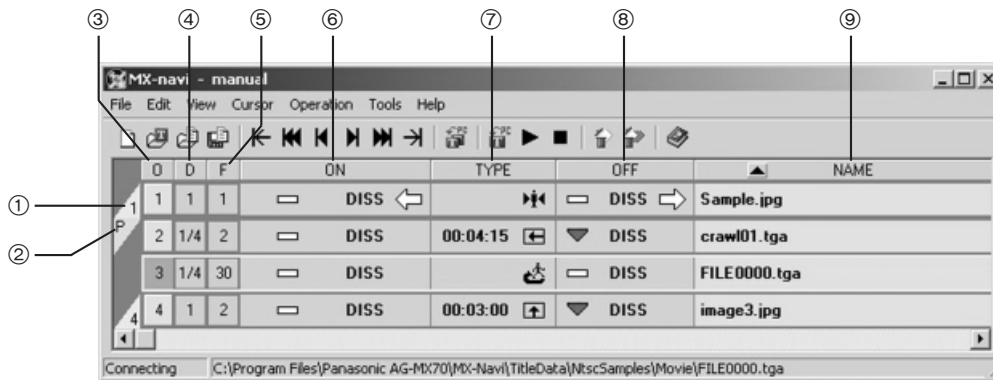 ③ ④ ⑤ ⑥ ⑦ ⑧ ⑨
MX-navi - manual
File Edit View Cursor Operation Tools Help
O D F ON TYPE OFF NAME
① 1 1 1 1 DISS DISS Sample.jpg
② P 2 1/4 2 DISS 00:04:15 DISS crawl01.tga
3 1/4 30 DISS DISS FILE0000.tga
4 4 1 2 DISS 00:03:00 DISS image3.jpg
Connecting C:\Program Files\Panasonic AG-MX70\MX-Navi\TitleData\NtscSamples\Movie\FILE0000.tga